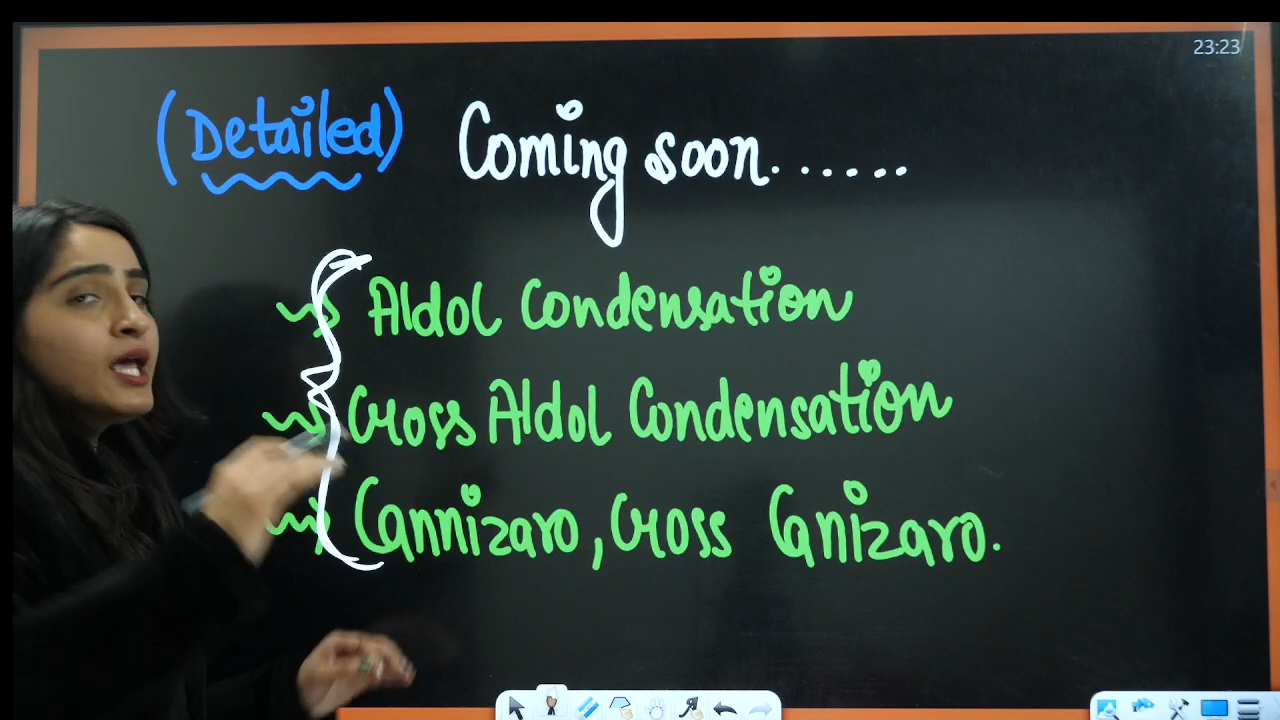 23:23
(Detailed) Coming soon.......
Aldol Condensation
Cross Aldol Condensation
Cannizaro, Cross Canizaro.